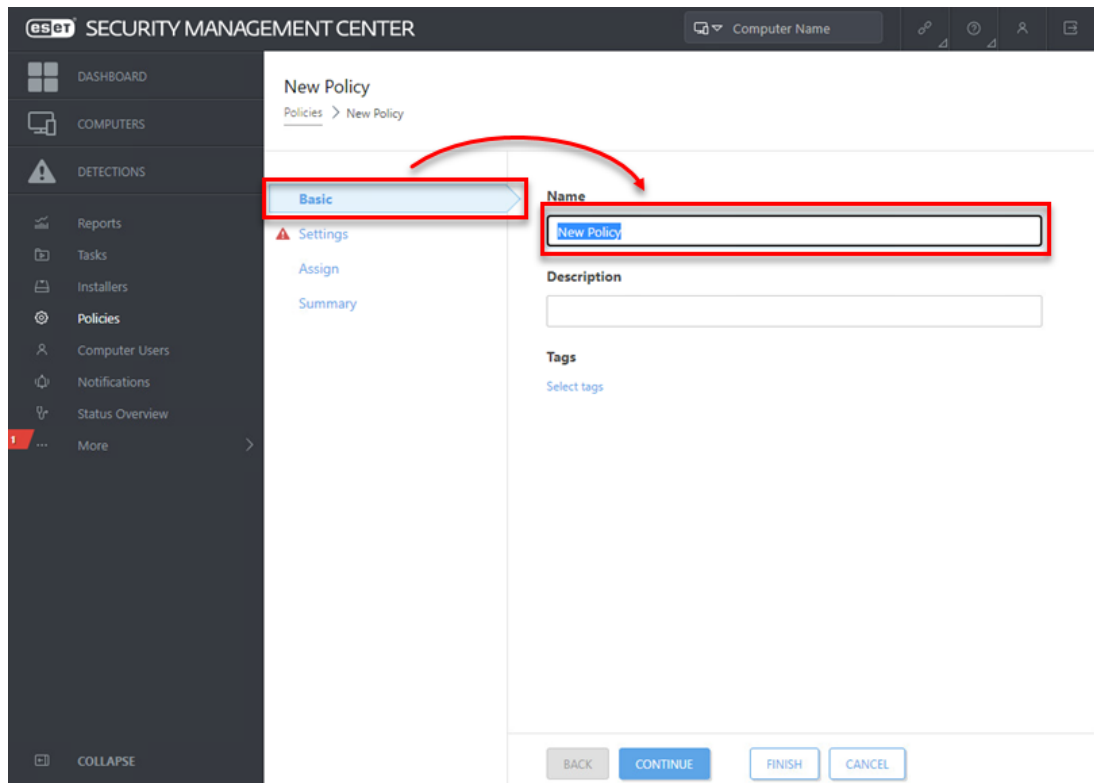 eset SECURITY MANAGEMENT CENTER
Computer Name
DASHBOARD
COMPUTERS
DETECTIONS
Reports
Tasks
Installers
Policies
Computer Users
Notifications
Status Overview
1
... More
COLLAPSE
New Policy
Policies > New Policy
Basic
Settings
Assign
Summary
Name
New Policy
Description
Tags
Select tags
BACK CONTINUE FINISH CANCEL